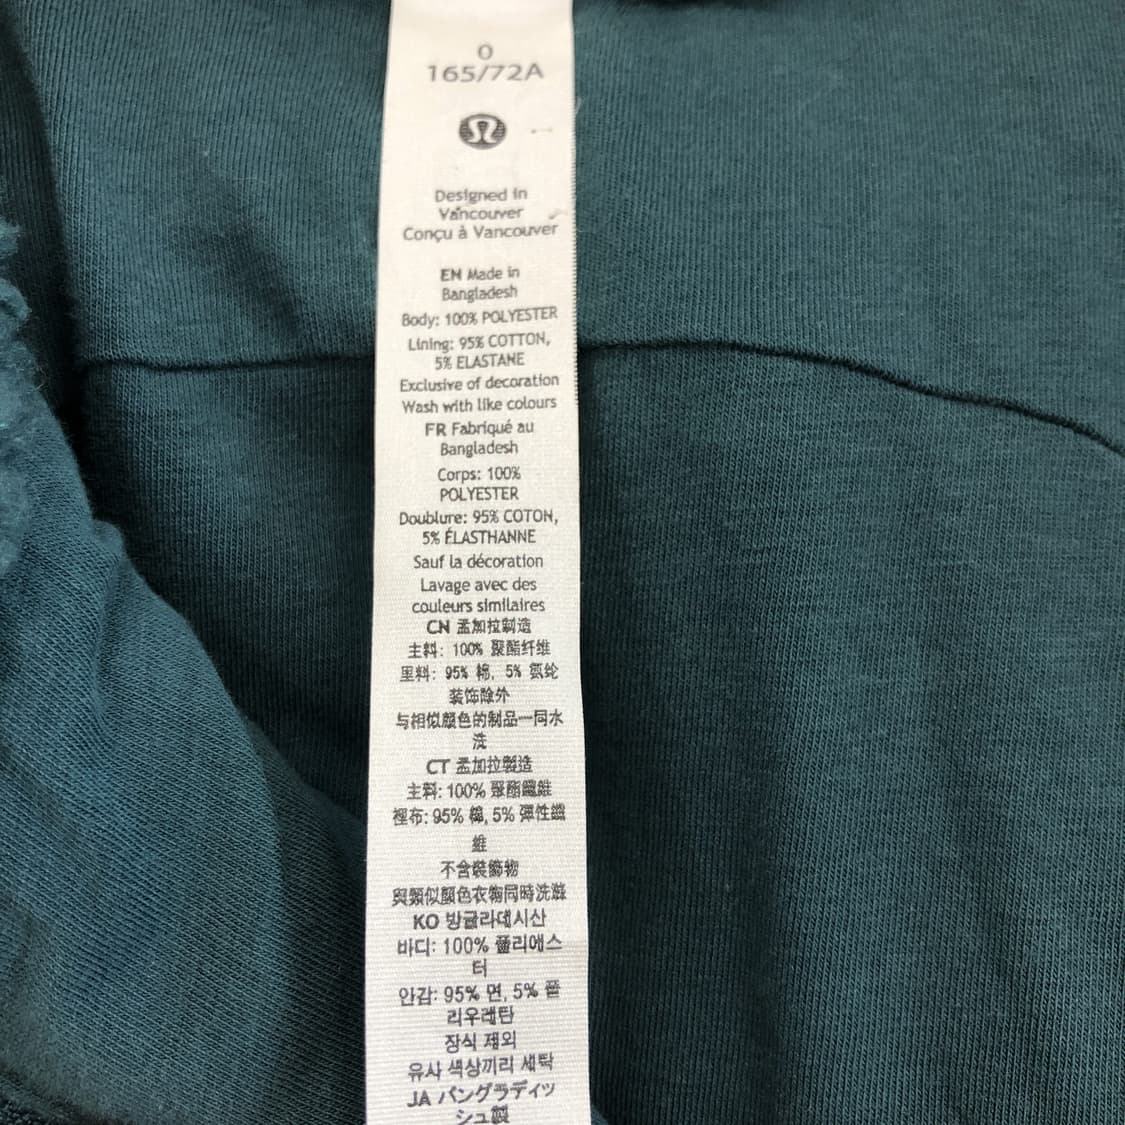 0
165/72A
Designed in
Vancouver
Conçu à Vancouver
EN Made in
Bangladesh
Body: 100% POLYESTER
Lining: 95% COTTON,
5% ELASTANE
Exclusive of decoration
Wash with like colours
FR Fabriqué au
Bangladesh
Corps: 100%
POLYESTER
Doublure: 95% COTON,
5% ÉLASTHANNE
Sauf la décoration
Lavage avec des
couleurs similaires
CN 孟加拉制造
主料: 100% 聚酯纤维
里料: 95% 棉, 5% 氨纶
装饰除外
与相似颜色的制品一同水
洗
CT 孟加拉製造
主料: 100% 聚酯纖維
裡布: 95% 棉, 5% 彈性纖
維
不含裝飾物
與類似顏色衣物同時洗滌
KO 방글라데시산
바디: 100% 폴리에스
터
안감: 95% 면, 5% 폴
리우레탄
장식 제외
유사 색상끼리 세탁
JA バングラディッ
シュ製